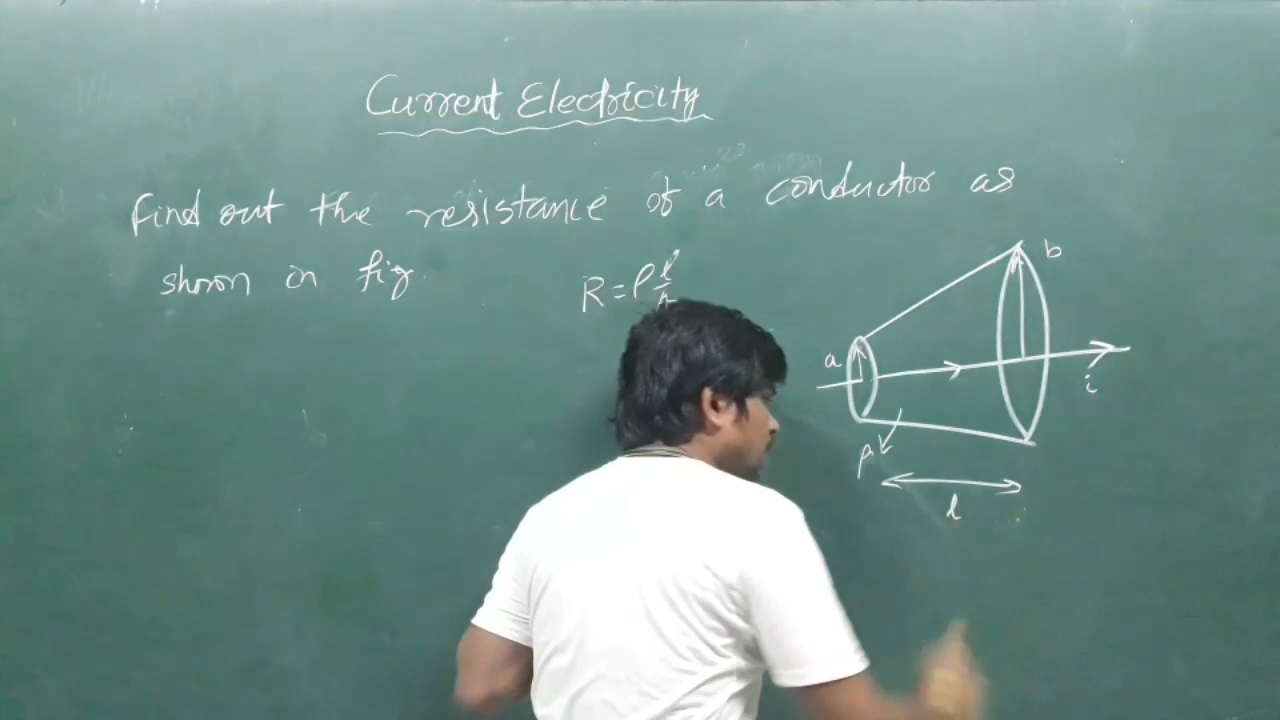 Current Electricity
Find out the resistance of a conductor as
shown in fig.
R = ρ l
a
b
i
ρ
l